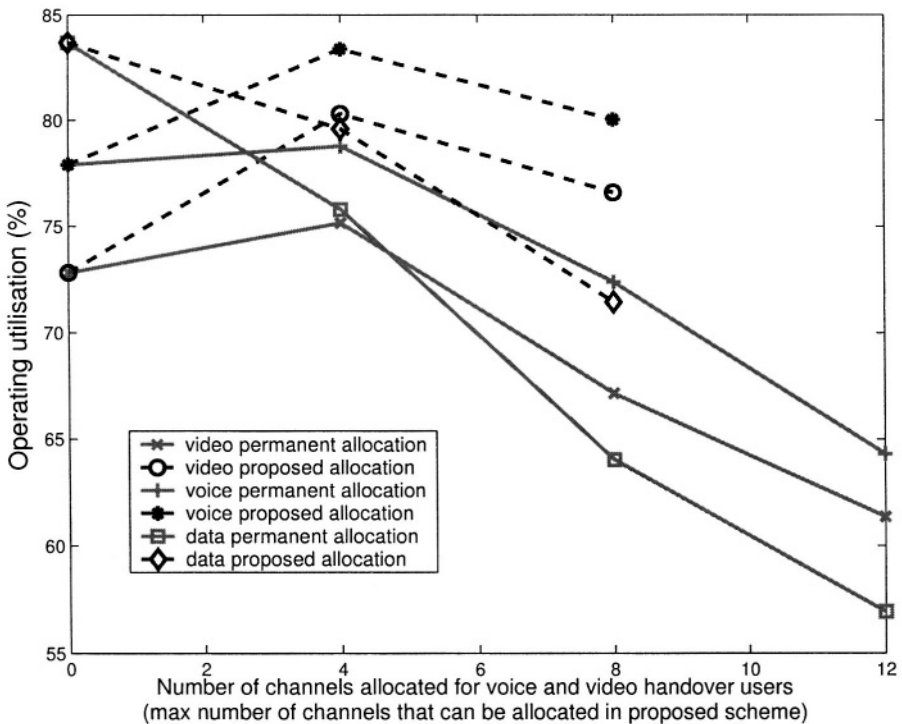 85
80
75
70
65
60
55
Operating utilisation (%)
video permanent allocation
video proposed allocation
voice permanent allocation
voice proposed allocation
data permanent allocation
data proposed allocation
0 2 4 6 8 10 12
Number of channels allocated for voice and video handover users
(max number of channels that can be allocated in proposed scheme)